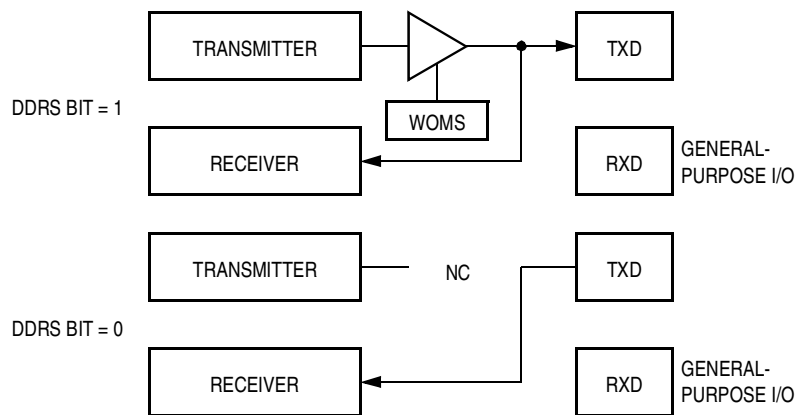 TRANSMITTER
TXD
DDRS BIT = 1
WOMS
RECEIVER
RXD
GENERAL-
PURPOSE I/O
TRANSMITTER
NC
TXD
DDRS BIT = 0
RECEIVER
RXD
GENERAL-
PURPOSE I/O